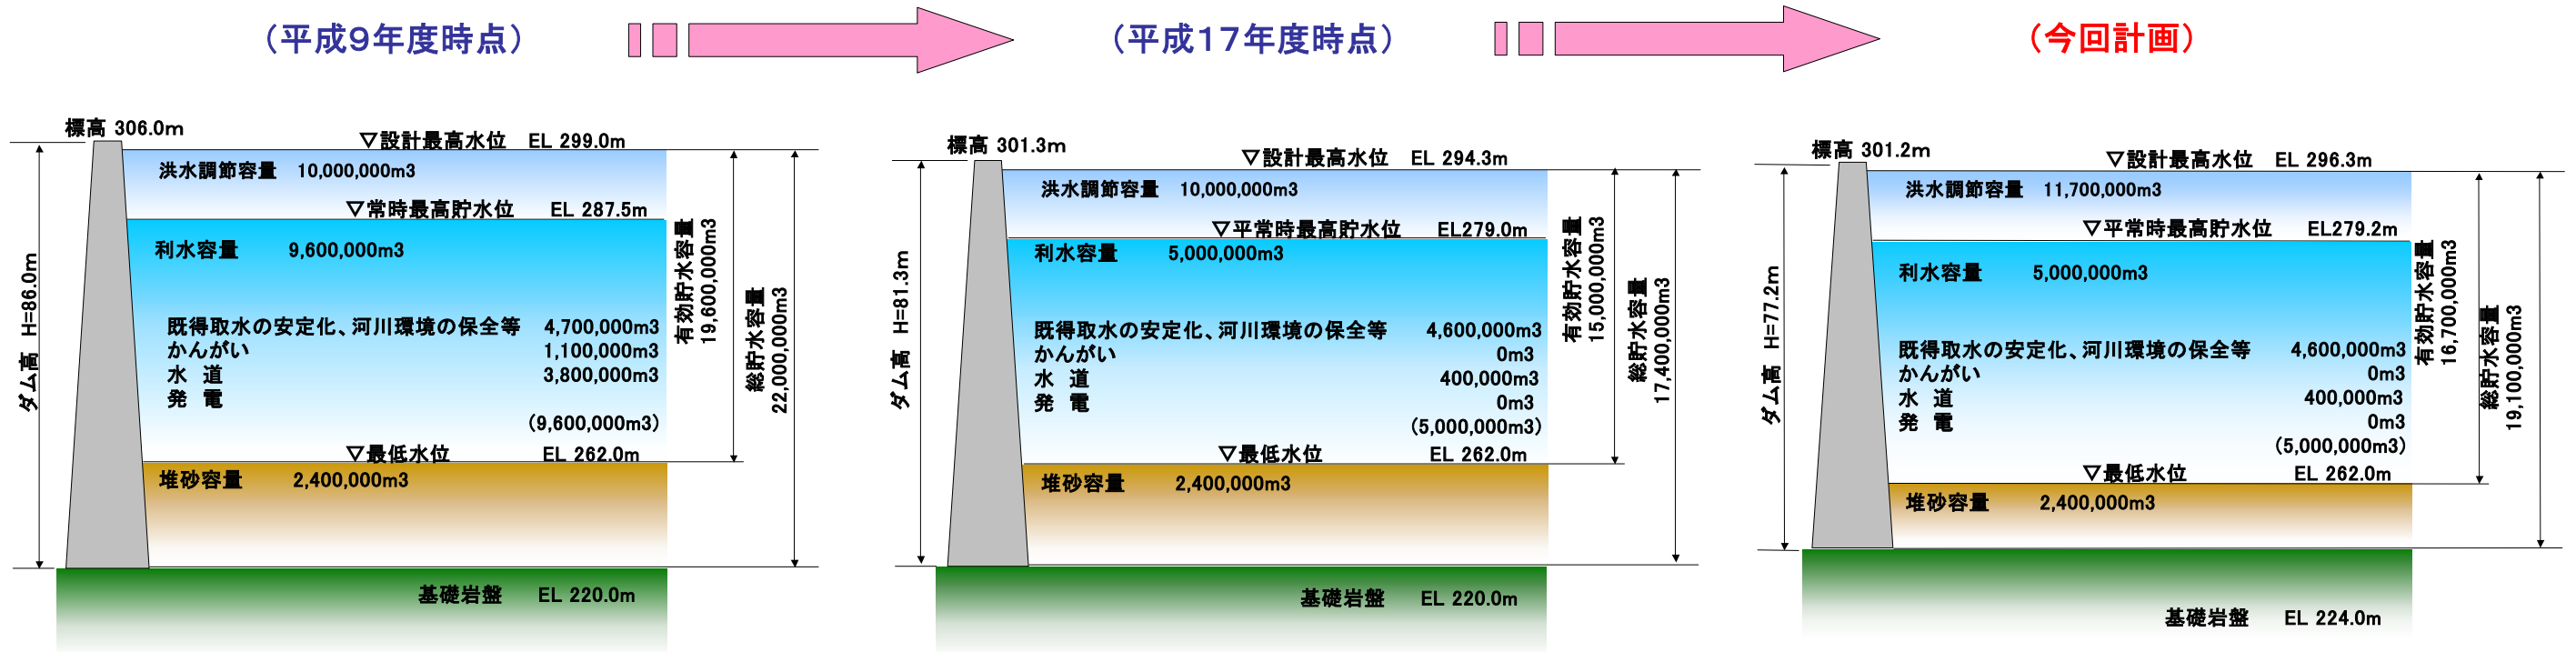 （平成９年度時点）
（平成１７年度時点）
（今回計画）
標高 306.0m
▽設計最高水位 EL 299.0m
洪水調節容量 10,000,000m3
▽常時最高貯水位 EL 287.5m
利水容量 9,600,000m3
既得取水の安定化、河川環境の保全等 4,700,000m3
かんがい 1,100,000m3
水 道 3,800,000m3
発 電
(9,600,000m3)
▽最低水位 EL 262.0m
堆砂容量 2,400,000m3
基礎岩盤 EL 220.0m
ダム高 H=86.0m
有効貯水容量
19,600,000m3
総貯水容量
22,000,000m3
標高 301.3m
▽設計最高水位 EL 294.3m
洪水調節容量 10,000,000m3
▽平常時最高貯水位 EL279.0m
利水容量 5,000,000m3
既得取水の安定化、河川環境の保全等 4,600,000m3
かんがい 0m3
水 道 400,000m3
発 電 0m3
(5,000,000m3)
▽最低水位 EL 262.0m
堆砂容量 2,400,000m3
基礎岩盤 EL 220.0m
ダム高 H=81.3m
有効貯水容量
15,000,000m3
総貯水容量
17,400,000m3
標高 301.2m
▽設計最高水位 EL 296.3m
洪水調節容量 11,700,000m3
▽平常時最高貯水位 EL279.2m
利水容量 5,000,000m3
既得取水の安定化、河川環境の保全等 4,600,000m3
かんがい 0m3
水 道 400,000m3
発 電 0m3
(5,000,000m3)
▽最低水位 EL 262.0m
堆砂容量 2,400,000m3
基礎岩盤 EL 224.0m
ダム高 H=77.2m
有効貯水容量
16,700,000m3
総貯水容量
19,100,000m3